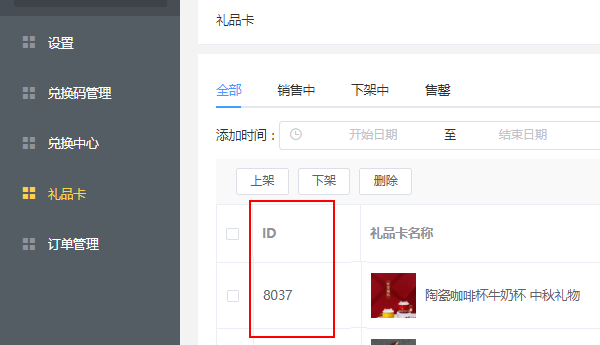 礼品卡
设置
兑换码管理
兑换中心
礼品卡
订单管理
全部 销售中 下架中 售罄
添加时间： 开始日期 至 结束日期
上架 下架 删除
ID 礼品卡名称
8037 陶瓷咖啡杯牛奶杯 中秋礼物